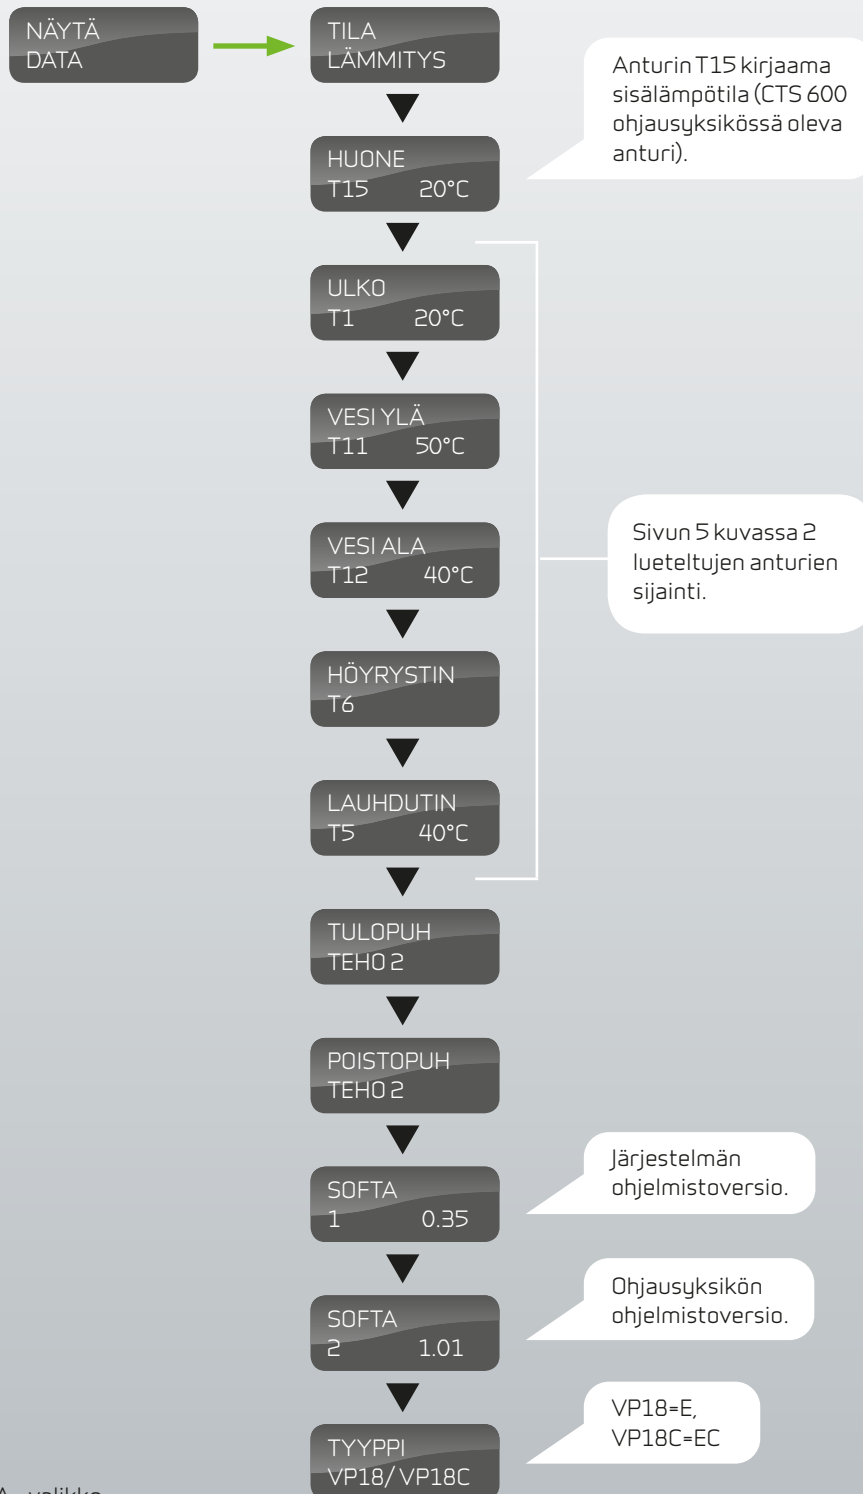 NÄYTÄ
DATA
TILA
LÄMMITYS
Anturin T15 kirjaama
sisälämpötila (CTS 600
ohjausyksikössä oleva
anturi).
HUONE
T15 20°C
ULKO
T1 20°C
VESI YLÄ
T11 50°C
VESI ALA
T12 40°C
Sivun 5 kuvassa 2
lueteltujen anturien
sijainti.
HÖYRYSTIN
T6
LAUHDUTIN
T5 40°C
TULOPUH
TEHO 2
POISTOPUH
TEHO 2
SOFTA
1 0.35
Järjestelmän
ohjelmistoversio.
SOFTA
2 1.01
Ohjausyksikön
ohjelmistoversio.
TYYPPI
VP18/ VP18C
VP18=E,
VP18C=EC